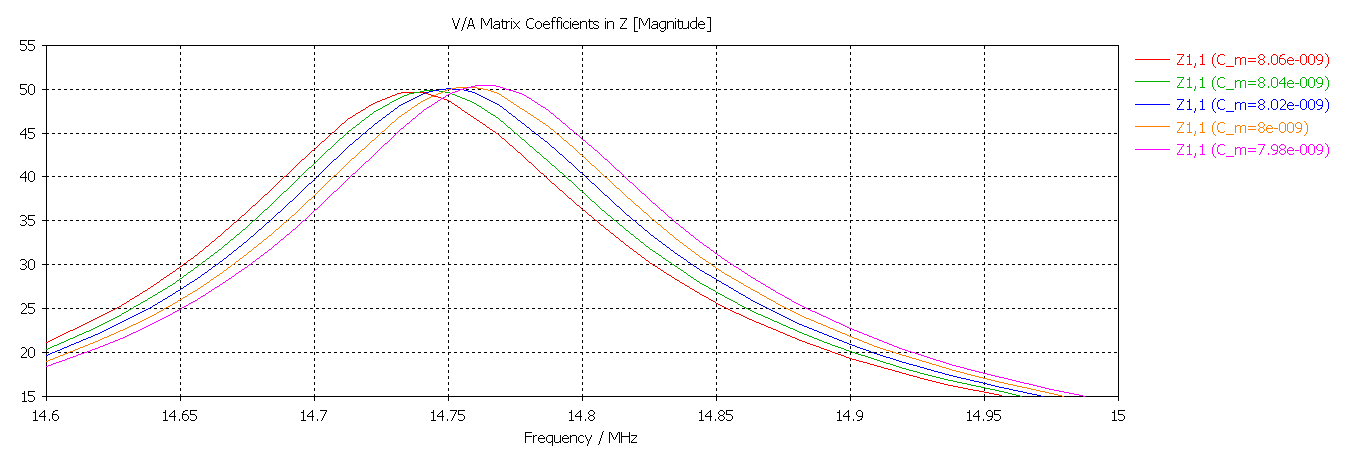 V/A Matrix Coefficients in Z [Magnitude]
55
50
45
40
35
30
25
20
15
14.6 14.65 14.7 14.75 14.8 14.85 14.9 14.95 15
Frequency / MHz
Z1,1 (C_m=8.06e-009)
Z1,1 (C_m=8.04e-009)
Z1,1 (C_m=8.02e-009)
Z1,1 (C_m=8e-009)
Z1,1 (C_m=7.98e-009)